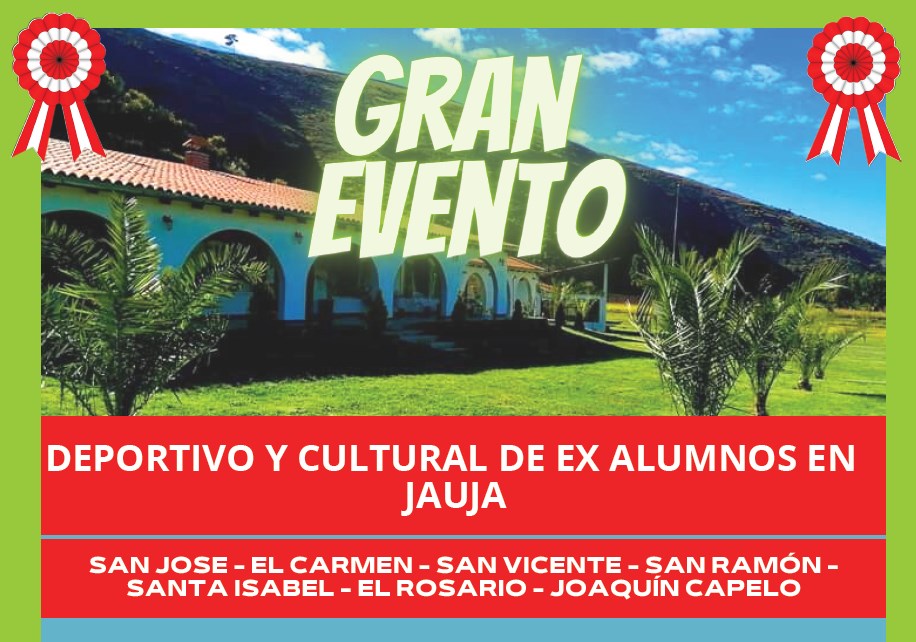 GRAN
EVENTO
DEPORTIVO Y CULTURAL DE EX ALUMNOS EN
JAUJA
SAN JOSE - EL CARMEN - SAN VICENTE - SAN RAMÓN -
SANTA ISABEL - EL ROSARIO - JOAQUÍN CAPELO